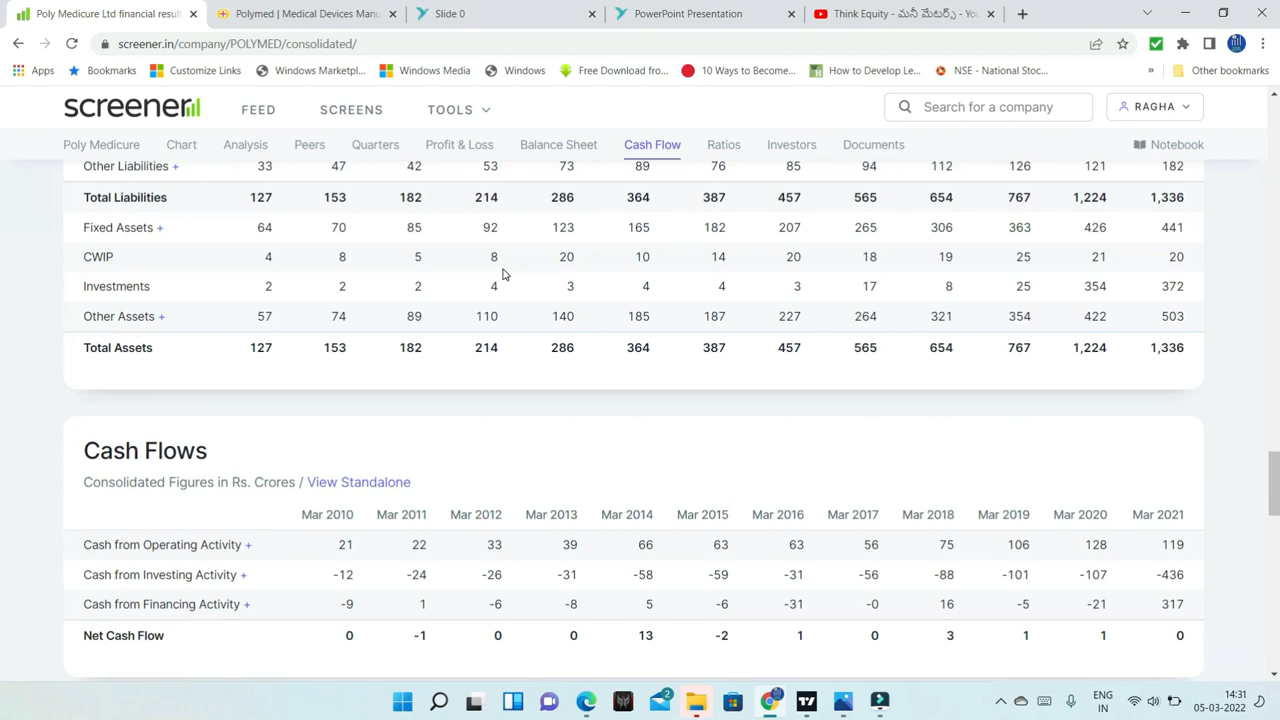 Poly Medicure Ltd financial result
Polymed | Medical Devices Manu
Slide 0
PowerPoint Presentation
Think Equity - మనీ మేటర్స్ - Yo
screener.in/company/POLYMED/consolidated/
Apps Bookmarks Customize Links Windows Marketpl... Windows Media Windows Free Download fro... 10 Ways to Become... How to Develop Le... NSE - National Stoc... » Other bookmarks
screener FEED SCREENS TOOLS Search for a company RAGHA
Poly Medicure Chart Analysis Peers Quarters Profit & Loss Balance Sheet Cash Flow Ratios Investors Documents Notebook
Other Liabilities + 33 47 42 53 73 89 76 85 94 112 126 121 182
Total Liabilities 127 153 182 214 286 364 387 457 565 654 767 1,224 1,336
Fixed Assets + 64 70 85 92 123 165 182 207 265 306 363 426 441
CWIP 4 8 5 8 20 10 14 20 18 19 25 21 20
Investments 2 2 2 4 3 4 4 3 17 8 25 354 372
Other Assets + 57 74 89 110 140 185 187 227 264 321 354 422 503
Total Assets 127 153 182 214 286 364 387 457 565 654 767 1,224 1,336
Cash Flows
Consolidated Figures in Rs. Crores / View Standalone
Mar 2010 Mar 2011 Mar 2012 Mar 2013 Mar 2014 Mar 2015 Mar 2016 Mar 2017 Mar 2018 Mar 2019 Mar 2020 Mar 2021
Cash from Operating Activity + 21 22 33 39 66 63 63 56 75 106 128 119
Cash from Investing Activity + -12 -24 -26 -31 -58 -59 -31 -56 -88 -101 -107 -436
Cash from Financing Activity + -9 1 -6 -8 5 -6 -31 -0 16 -5 -21 317
Net Cash Flow 0 -1 0 0 13 -2 1 0 3 1 1 0
2
ENG
IN
14:31
05-03-2022